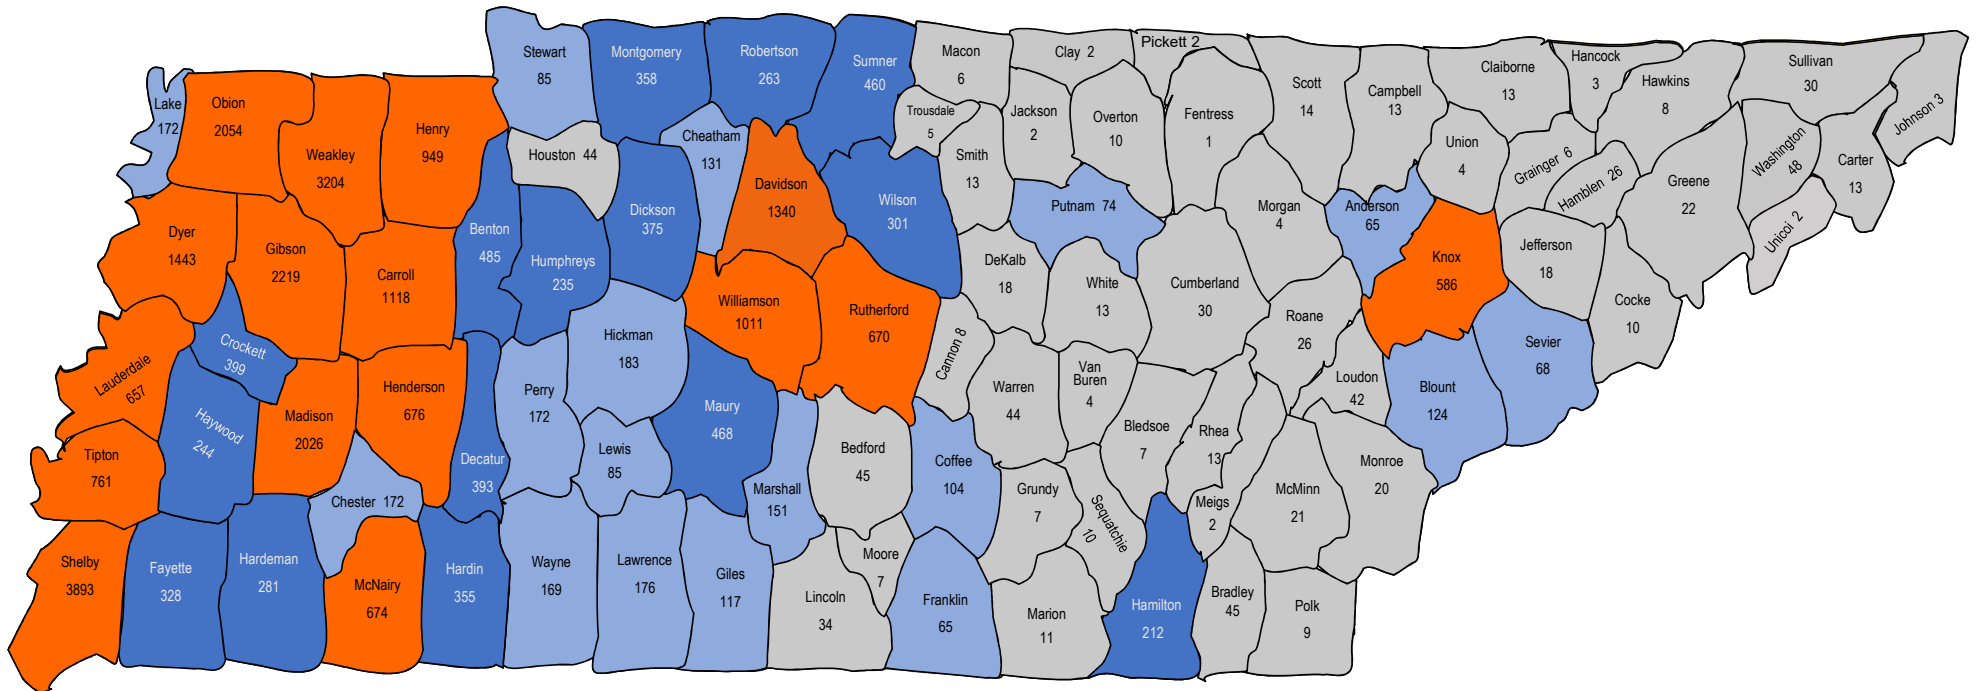 Stewart
85
Montgomery
358
Robertson
263
Sumner
460
Macon
6
Clay 2
Pickett 2
Scott
14
Campbell
13
Claiborne
13
Hancock
3
Hawkins
8
Sullivan
30
Johnson 3
Lake
172
Obion
2054
Weakley
3204
Henry
949
Houston 44
Cheatham
131
Trousdale
5
Smith
13
Jackson
2
Overton
10
Fentress
1
Union
4
Grainger 6
Hamblen 26
Greene
22
Washington
48
Carter
13
Unicoi 2
Dyer
1443
Gibson
2219
Carroll
1118
Benton
485
Humphreys
235
Dickson
375
Davidson
1340
Wilson
301
Putnam 74
Morgan
4
Anderson
65
Knox
586
Jefferson
18
Cocke
10
DeKalb
18
White
13
Cumberland
30
Roane
26
Loudon
42
Blount
124
Sevier
68
Lauderdale
657
Crockett
399
Haywood
244
Madison
2026
Henderson
676
Decatur
393
Perry
172
Hickman
183
Lewis
85
Williamson
1011
Maury
468
Rutherford
670
Cannon 8
Warren
44
Van
Buren
4
Bledsoe
7
Rhea
13
Meigs
2
McMinn
21
Monroe
20
Tipton
761
Chester 172
Marshall
151
Bedford
45
Coffee
104
Grundy
7
Sequatchie
10
Shelby
3893
Fayette
328
Hardeman
281
McNairy
674
Hardin
355
Wayne
169
Lawrence
176
Giles
117
Lincoln
34
Moore
7
Franklin
65
Marion
11
Hamilton
212
Bradley
45
Polk
9